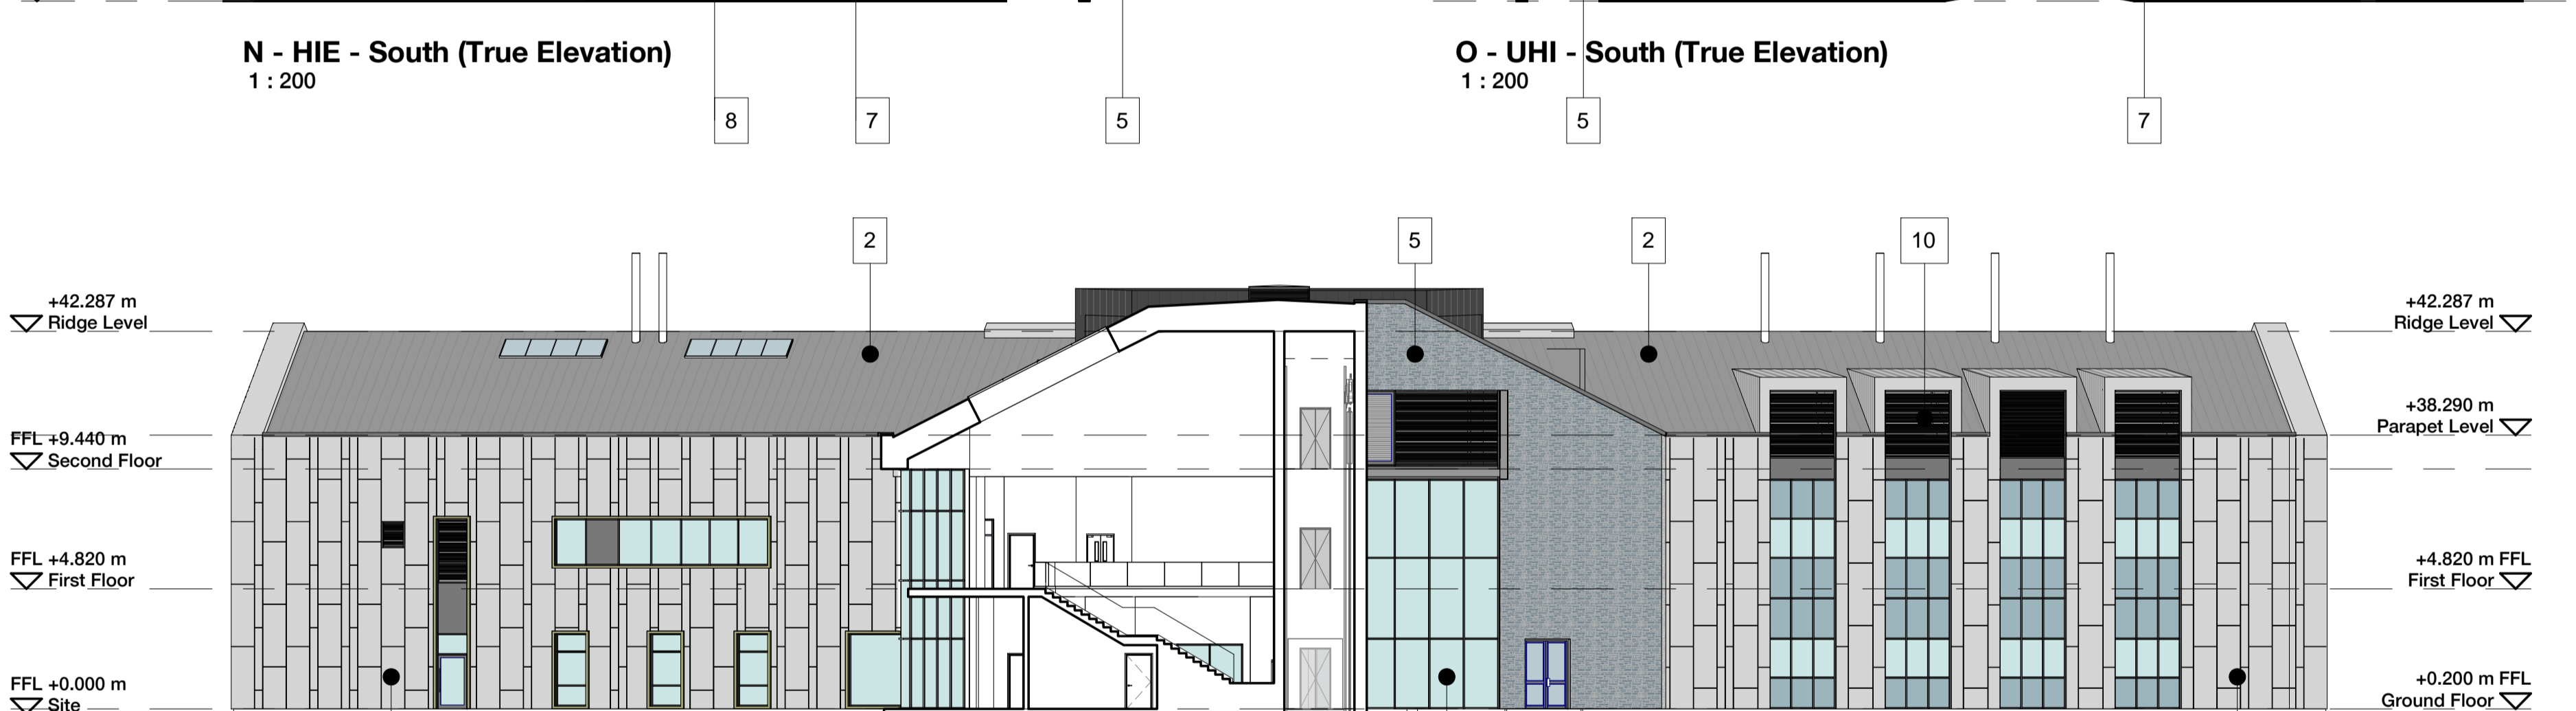 N - HIE - South (True Elevation)
1 : 200
O - UHI - South (True Elevation)
1 : 200
8
7
5
5
7
2
5
2
10
+42.287 m
Ridge Level
FFL +9.440 m
Second Floor
FFL +4.820 m
First Floor
FFL +0.000 m
Site
+42.287 m
Ridge Level
+38.290 m
Parapet Level
+4.820 m FFL
First Floor
+0.200 m FFL
Ground Floor